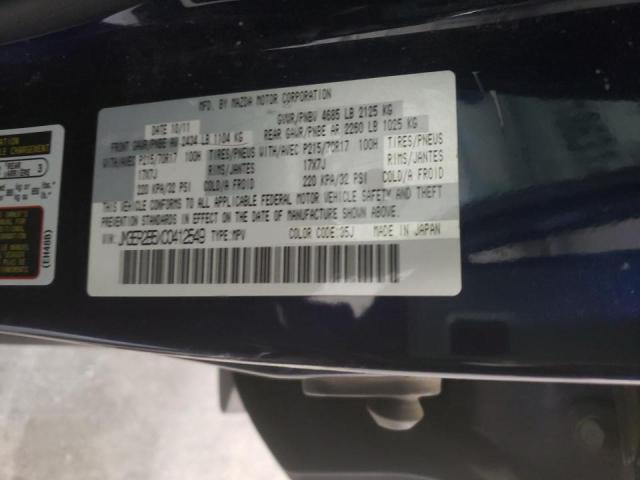 MFD. BY MAZDA MOTOR CORPORATION
DATE 10/11
GVWR/PNBV 4685 LB 2125 KG
FRONT GAWR/PNBE AV 2434 LB 1104 KG
REAR GAWR/PNBE AR 2260 LB 1025 KG
WITH/AVEC P215/70R17 100H TIRES/PNEUS
WITH/AVEC P215/70R17 100H TIRES/PNEUS
17X7J RIMS/JANTES
17X7J RIMS/JANTES
220 KPA/32 PSI COLD/A FROID
220 KPA/32 PSI COLD/A FROID
THIS VEHICLE CONFORMS TO ALL APPLICABLE FEDERAL MOTOR VEHICLE SAFETY AND THEFT
PREVENTION STANDARDS IN EFFECT ON THE DATE OF MANUFACTURE SHOWN ABOVE.
TYPE: MPV COLOR CODE: 35J MADE IN JAPAN
REAR
3
(EH48B)